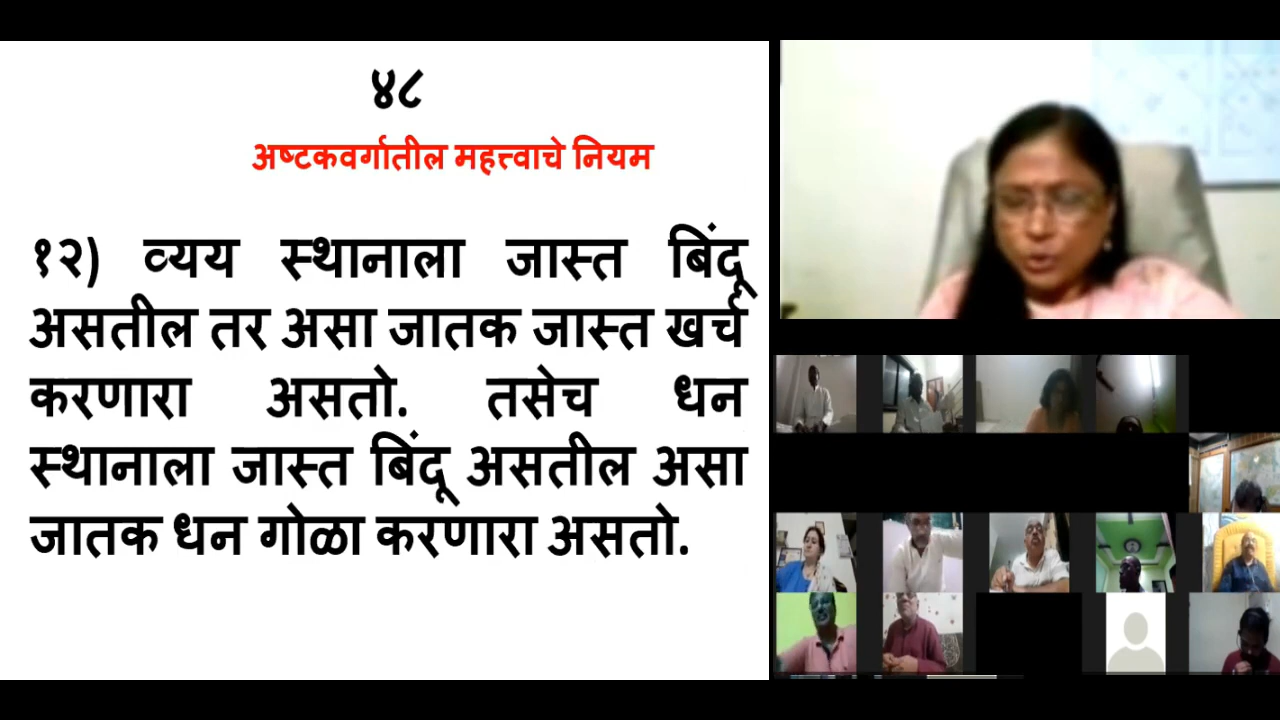 ४८
अष्टकवर्गातील महत्त्वाचे नियम
१२) व्यय स्थानाला जास्त बिंदू
असतील तर असा जातक जास्त खर्च
करणारा असतो. तसेच धन
स्थानाला जास्त बिंदू असतील असा
जातक धन गोळा करणारा असतो.